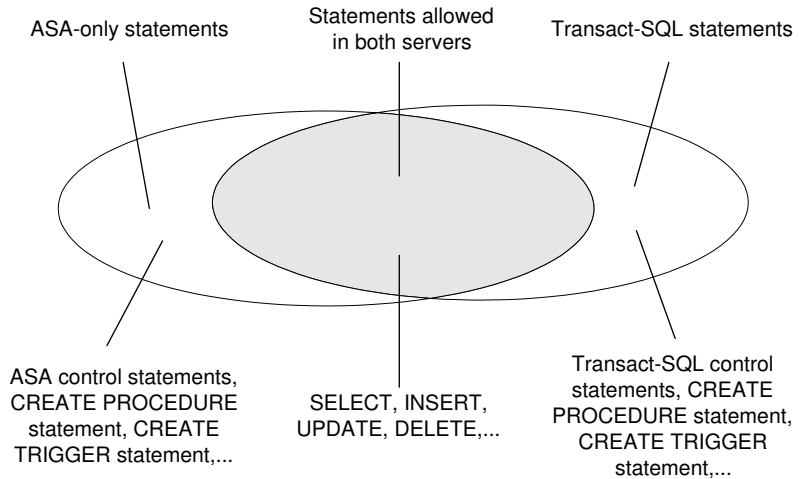 ASA-only statements
Statements allowed
in both servers
Transact-SQL statements
ASA control statements,
CREATE PROCEDURE
statement, CREATE
TRIGGER statement,...
SELECT, INSERT,
UPDATE, DELETE,...
Transact-SQL control
statements, CREATE
PROCEDURE statement,
CREATE TRIGGER
statement,...